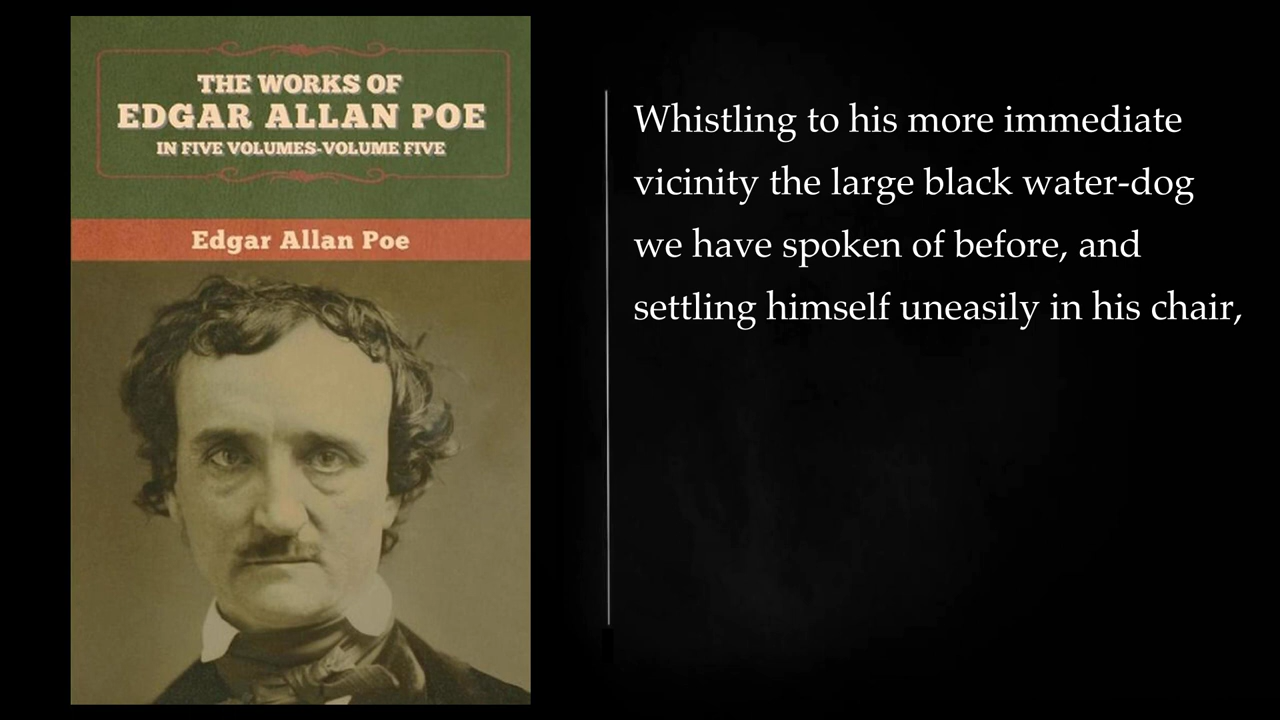 THE WORKS OF
EDGAR ALLAN POE
IN FIVE VOLUMES-VOLUME FIVE
Edgar Allan Poe
Whistling to his more immediate
vicinity the large black water-dog
we have spoken of before, and
settling himself uneasily in his chair,